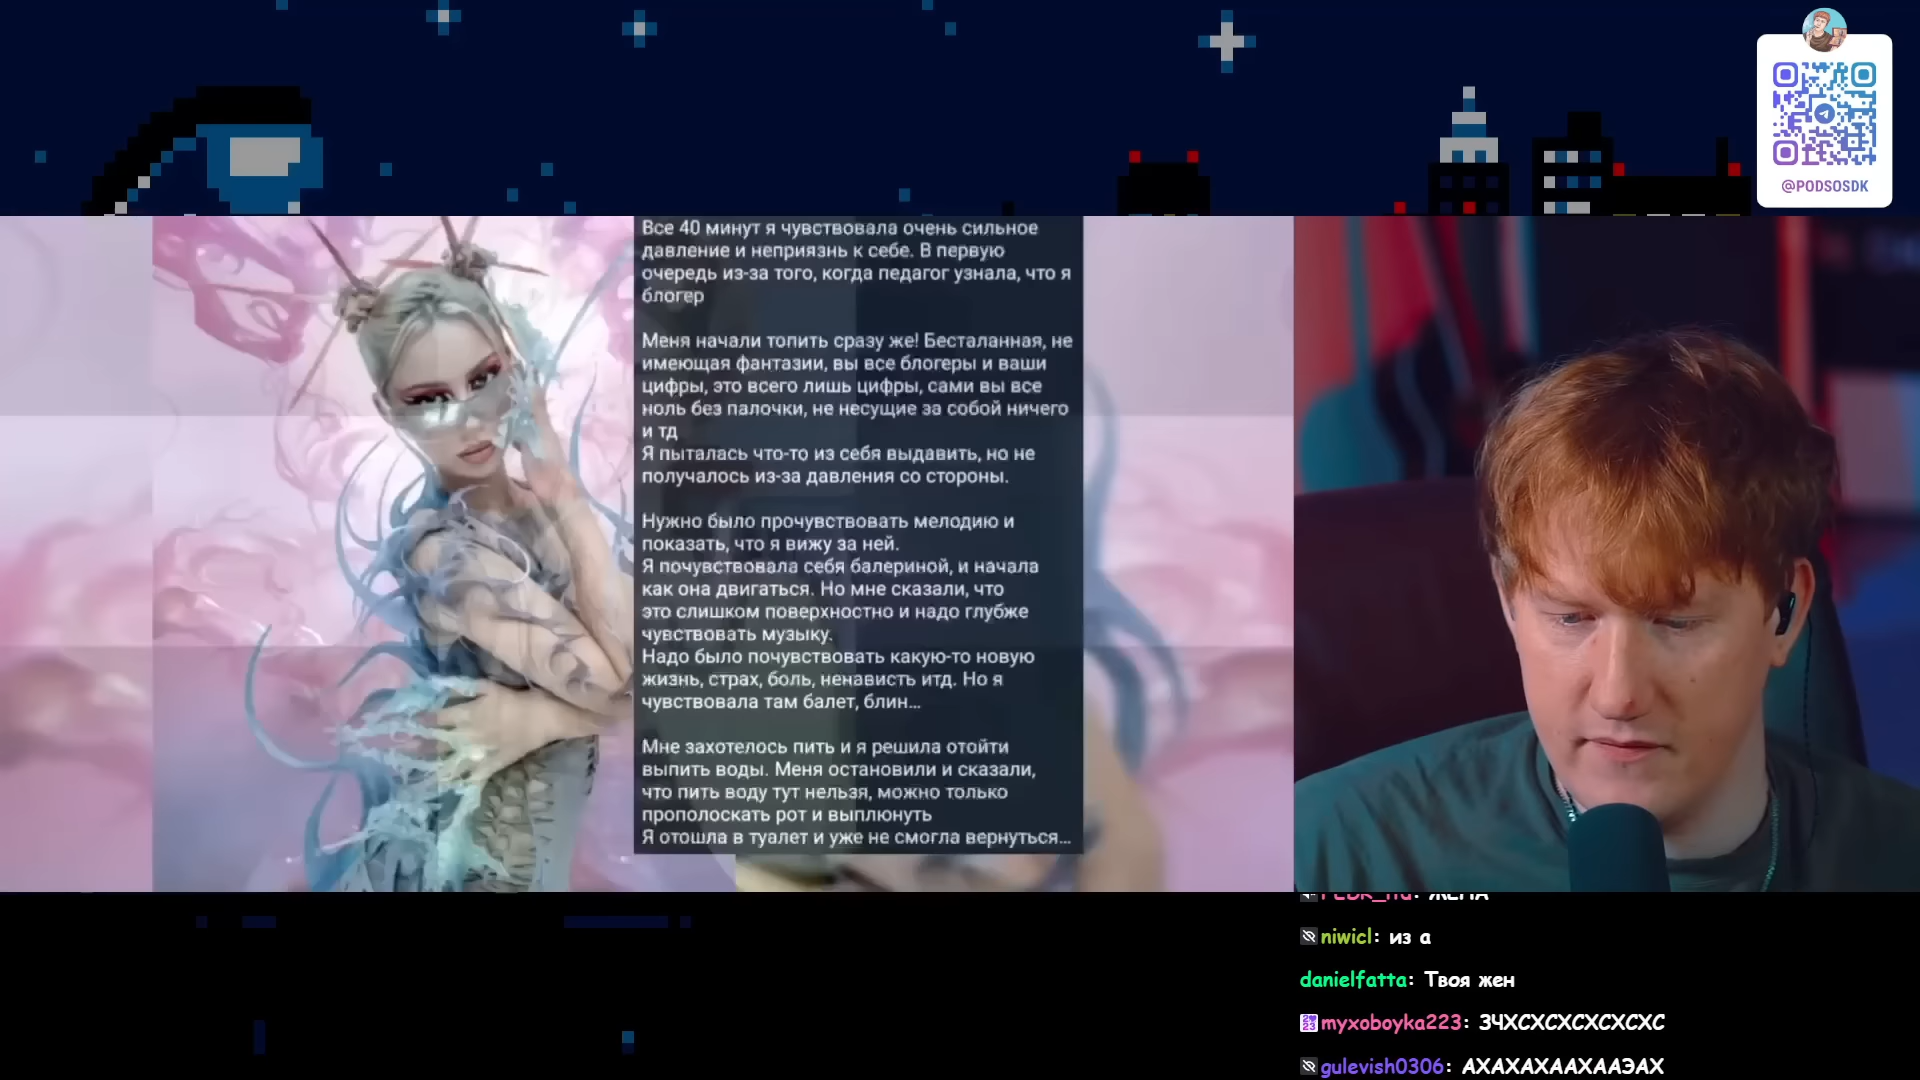 @PODSOSDK
Все 40 минут я чувствовала очень сильное
давление и неприязнь к себе. В первую
очередь из-за того, когда педагог узнала, что я
блогер
Меня начали топить сразу же! Бесталанная, не
имеющая фантазии, вы все блогеры и ваши
цифры, это всего лишь цифры, сами вы все
ноль без палочки, не несущие за собой ничего
и тд
Я пыталась что-то из себя выдавить, но не
получалось из-за давления со стороны.
Нужно было прочувствовать мелодию и
показать, что я вижу за ней.
Я почувствовала себя балериной, и начала
как она двигаться. Но мне сказали, что
это слишком поверхностно и надо глубже
чувствовать музыку.
Надо было почувствовать какую-то новую
жизнь, страх, боль, ненависть итд. Но я
чувствовала там балет, блин...
Мне захотелось пить и я решила отойти
выпить воды. Меня остановили и сказали,
что пить воду тут нельзя, можно только
прополоскать рот и выплюнуть
Я отошла в туалет и уже не смогла вернуться...
ЖЕНА
niwicl: из а
danielfatta: Твоя жен
myxoboyka223: ЗЧХСХСХСХСХСХС
gulevish0306: АХАХАХААХААЭАХ